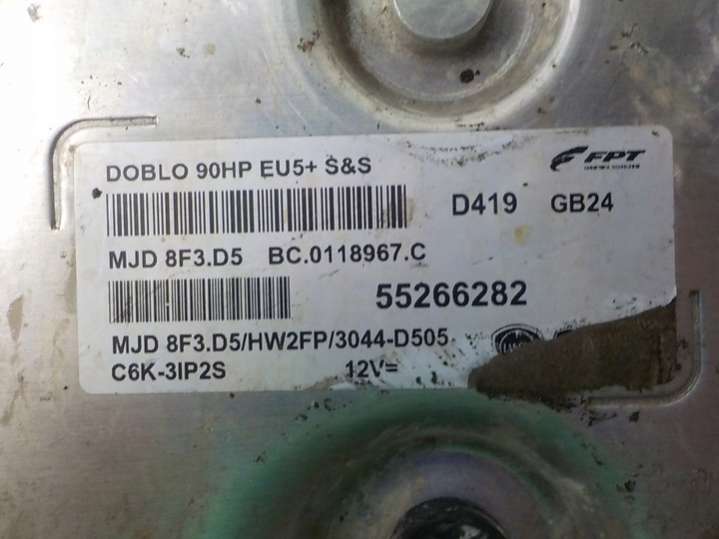 DOBLO 90HP EU5+ S&S
FPT
D419 GB24
MJD 8F3.D5 BC.0118967.C
55266282
MJD 8F3.D5/HW2FP/3044-D505
C6K-3IP2S 12V=